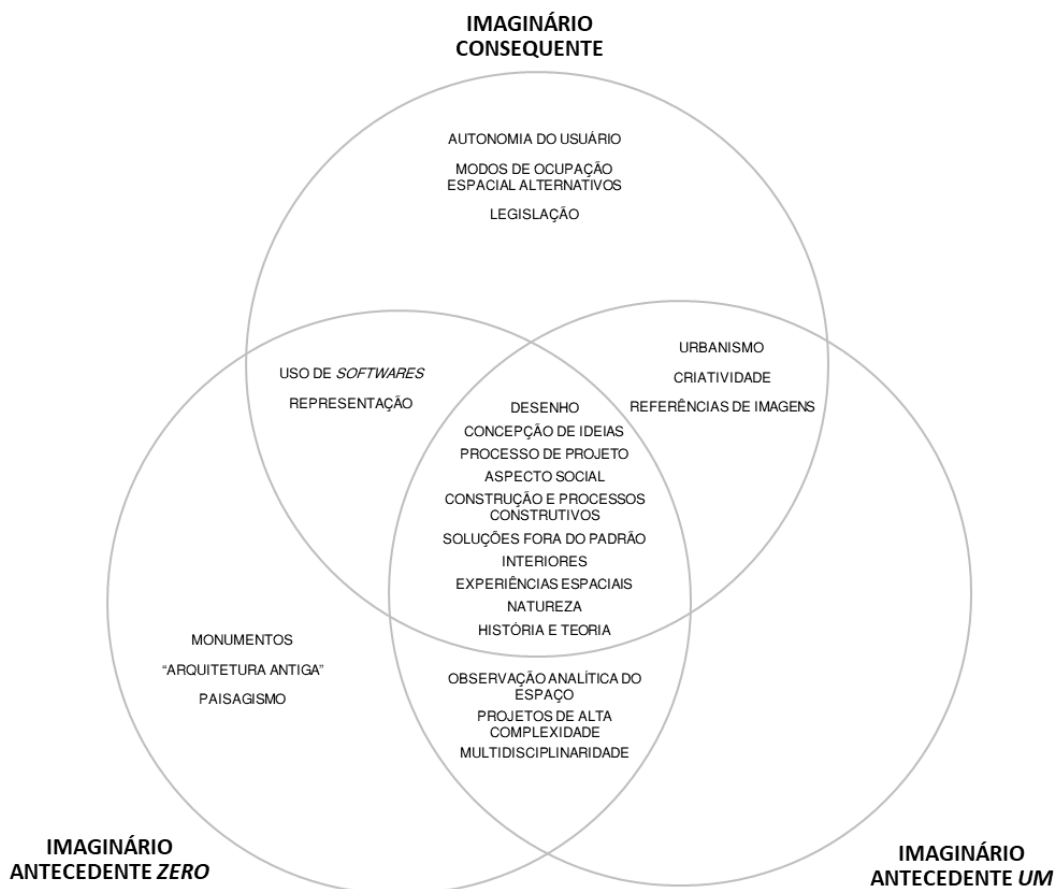 IMAGINÁRIO
CONSEQUENTE
AUTONOMIA DO USUÁRIO
MODOS DE OCUPAÇÃO
ESPACIAL ALTERNATIVOS
LEGISLAÇÃO
USO DE SOFTWARES
REPRESENTAÇÃO
URBANISMO
CRIATIVIDADE
REFERÊNCIAS DE IMAGENS
DESENHO
CONCEPÇÃO DE IDEIAS
PROCESSO DE PROJETO
ASPECTO SOCIAL
CONSTRUÇÃO E PROCESSOS
CONSTRUTIVOS
SOLUÇÕES FORA DO PADRÃO
INTERIORES
EXPERIÊNCIAS ESPACIAIS
NATUREZA
HISTÓRIA E TEORIA
MONUMENTOS
“ARQUITETURA ANTIGA”
PAISAGISMO
OBSERVAÇÃO ANALÍTICA DO
ESPAÇO
PROJETOS DE ALTA
COMPLEXIDADE
MULTIDISCIPLINARIDADE
IMAGINÁRIO
ANTECEDENTE ZERO
IMAGINÁRIO
ANTECEDENTE UM